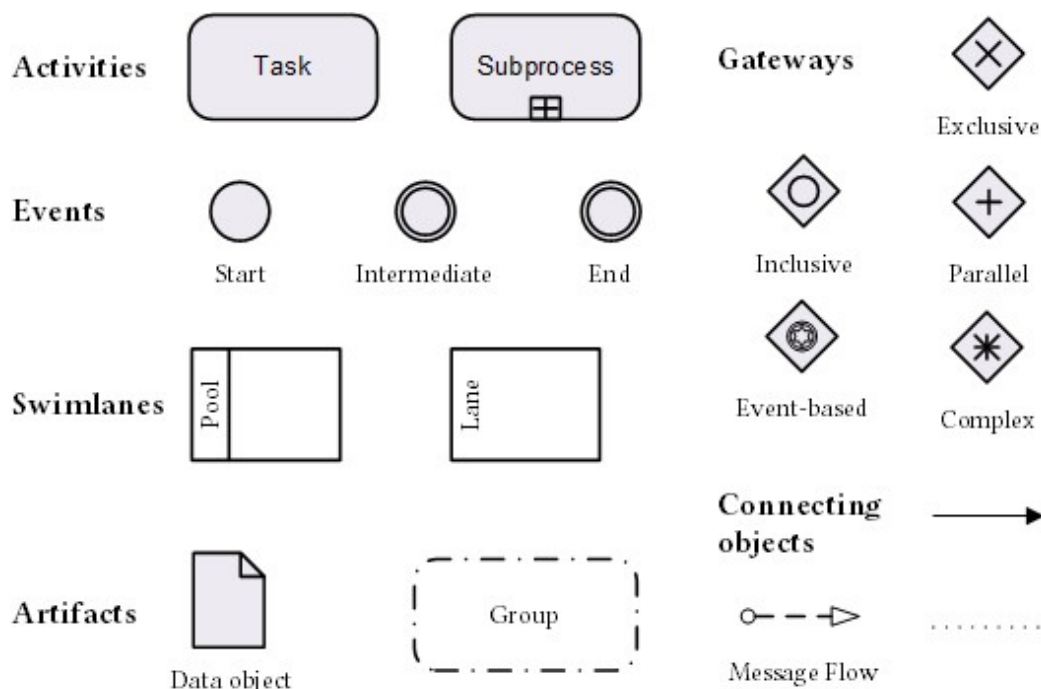 Activities
Task
Subprocess
Gateways
Exclusive
Events
Start
Intermediate
End
Inclusive
Parallel
Swimlanes
Pool
Lane
Event-based
Complex
Connecting
objects
Artifacts
Data object
Group
Message Flow